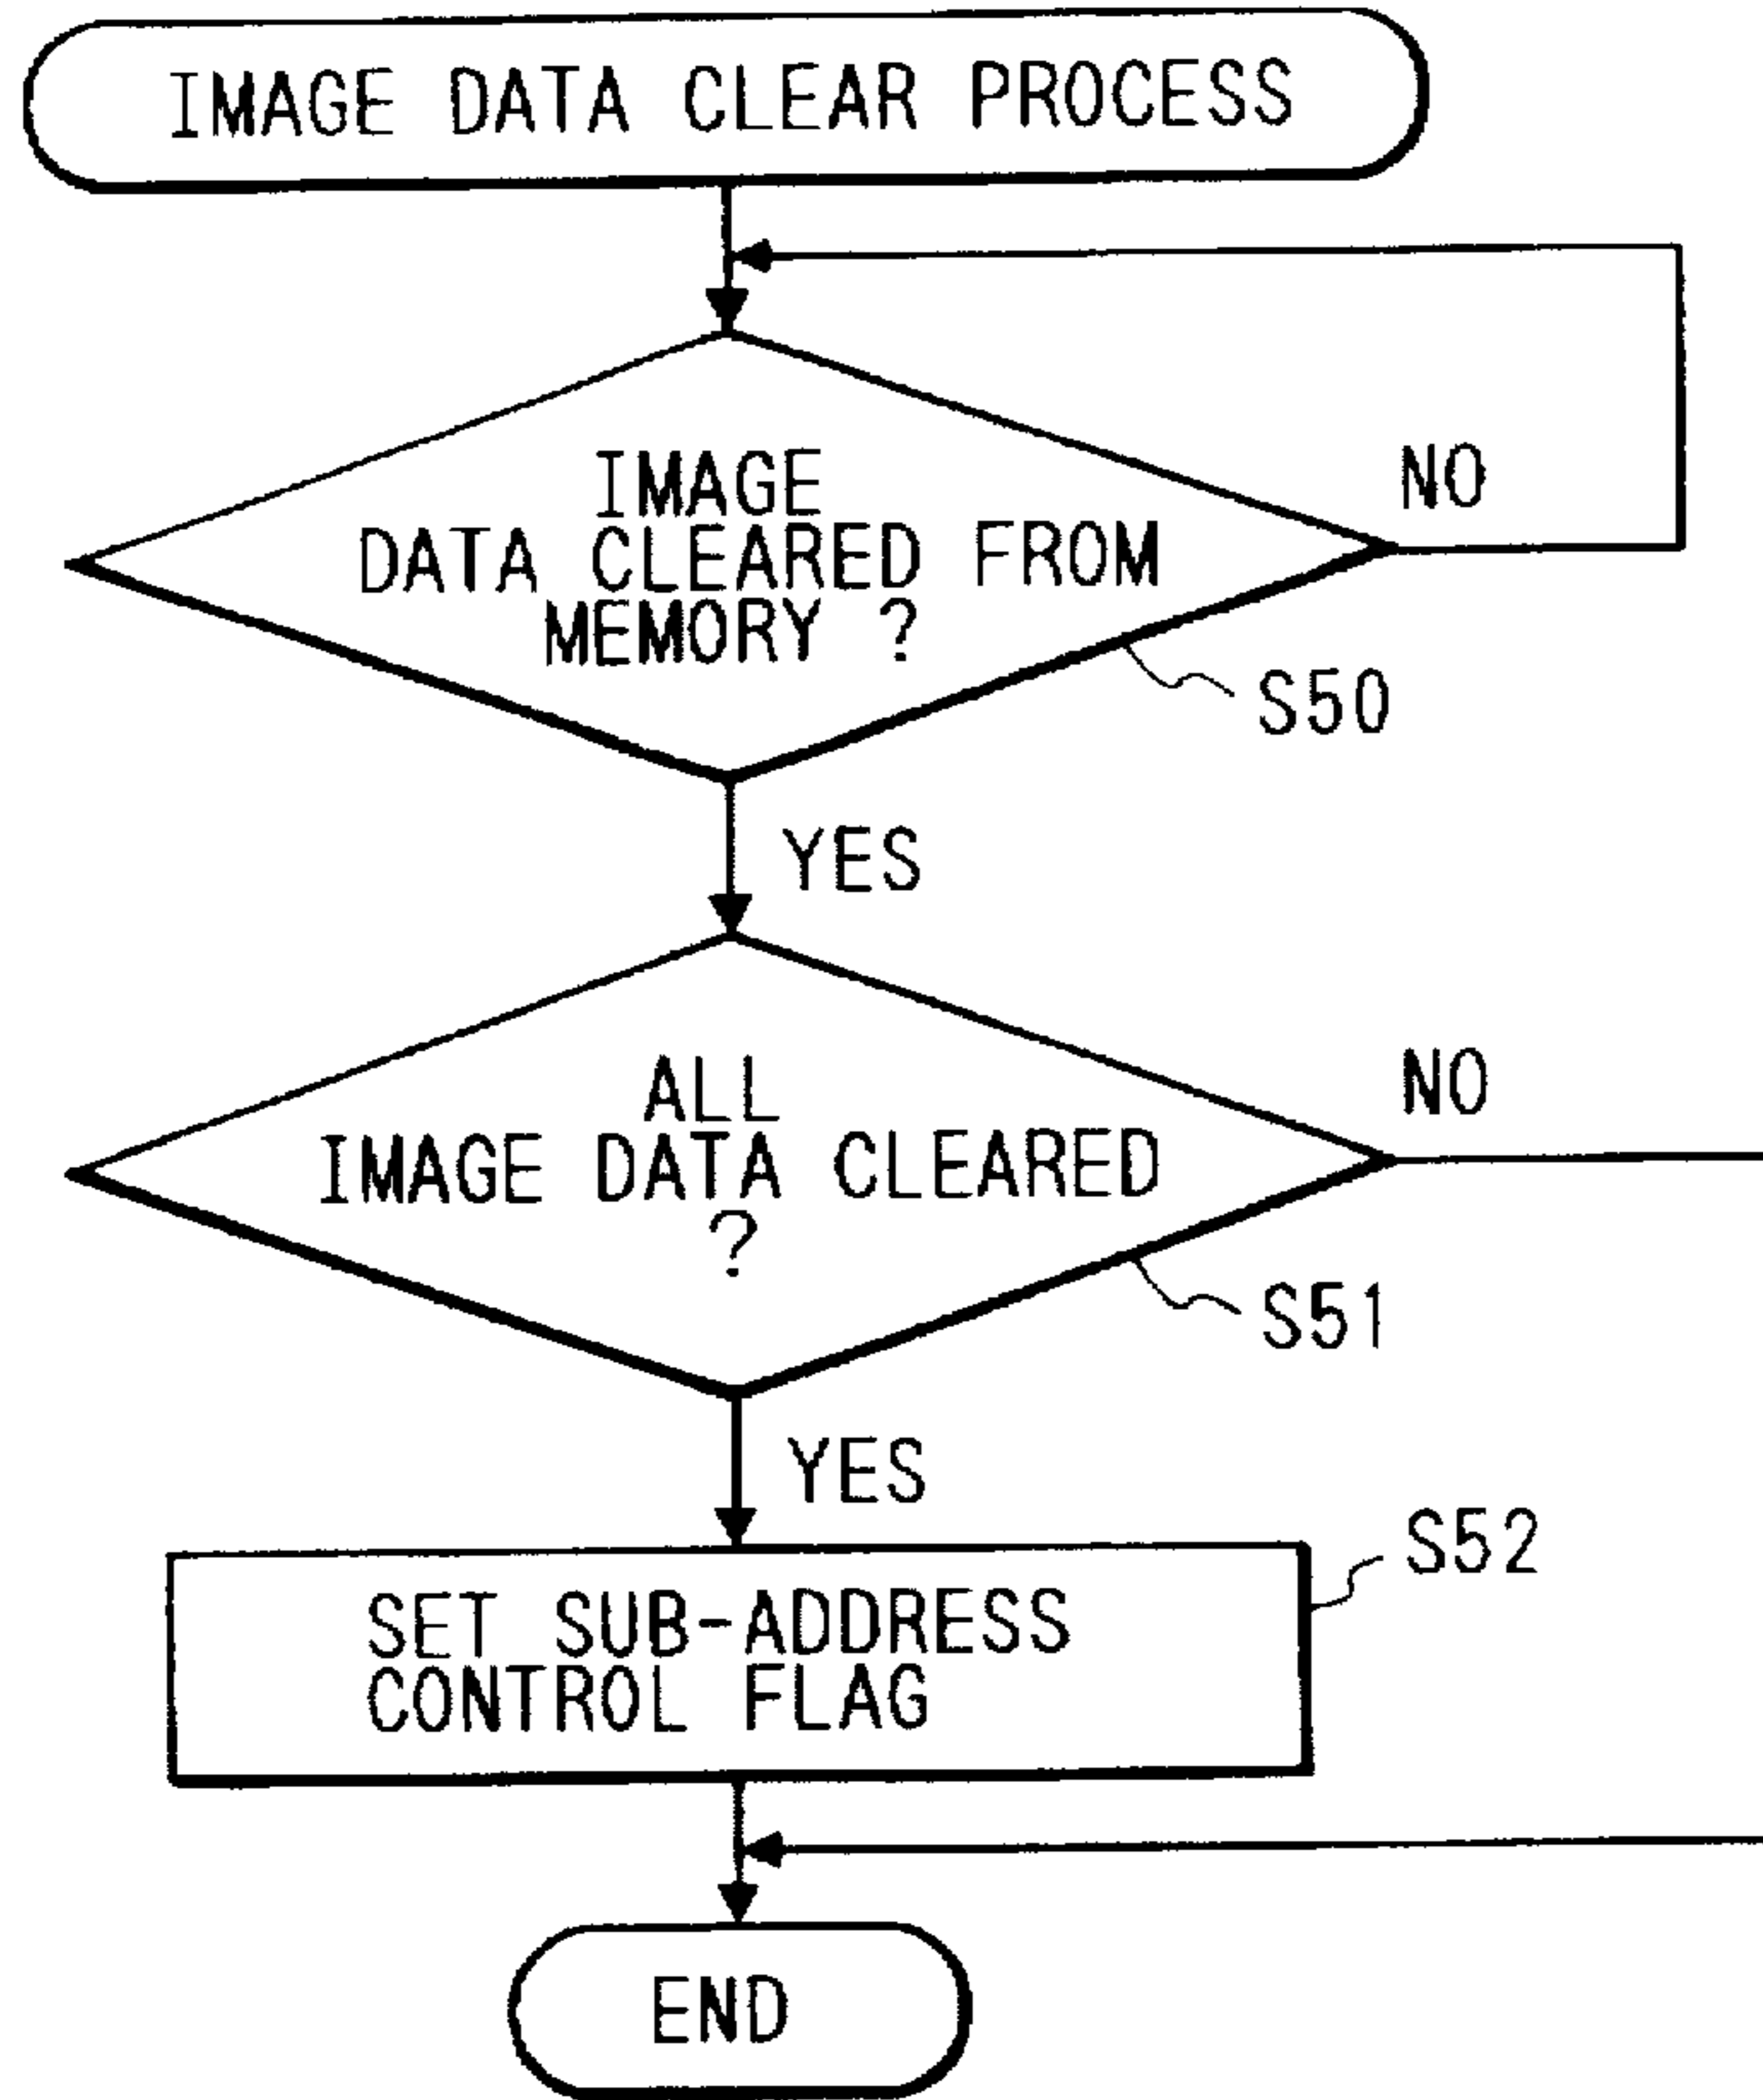 IMAGE DATA CLEAR PROCESS
IMAGE
DATA CLEARED FROM
MEMORY ?
NO
S50
YES
ALL
IMAGE DATA CLEARED
?
NO
S51
YES
S52
SET SUB-ADDRESS
CONTROL FLAG
END